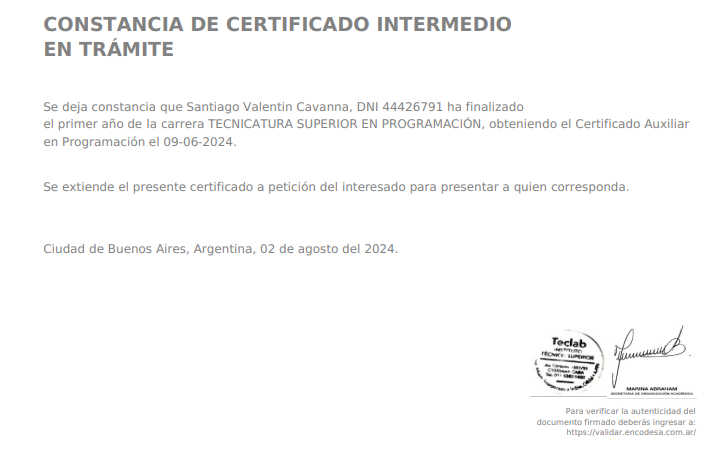 CONSTANCIA DE CERTIFICADO INTERMEDIO
EN TRÁMITE
Se deja constancia que Santiago Valentin Cavanna, DNI 44426791 ha finalizado
el primer año de la carrera TECNICATURA SUPERIOR EN PROGRAMACIÓN, obteniendo el Certificado Auxiliar
en Programación el 09-06-2024.
Se extiende el presente certificado a petición del interesado para presentar a quien corresponda.
Ciudad de Buenos Aires, Argentina, 02 de agosto del 2024.
Teclab
INSTITUTO
TÉCNICO SUPERIOR
MARINA ABRAHAM
SECRETARIA DE ORGANIZACIÓN ACADÉMICA
Para verificar la autenticidad del
documento firmado deberás ingresar a:
https://validar.encodesa.com.ar/